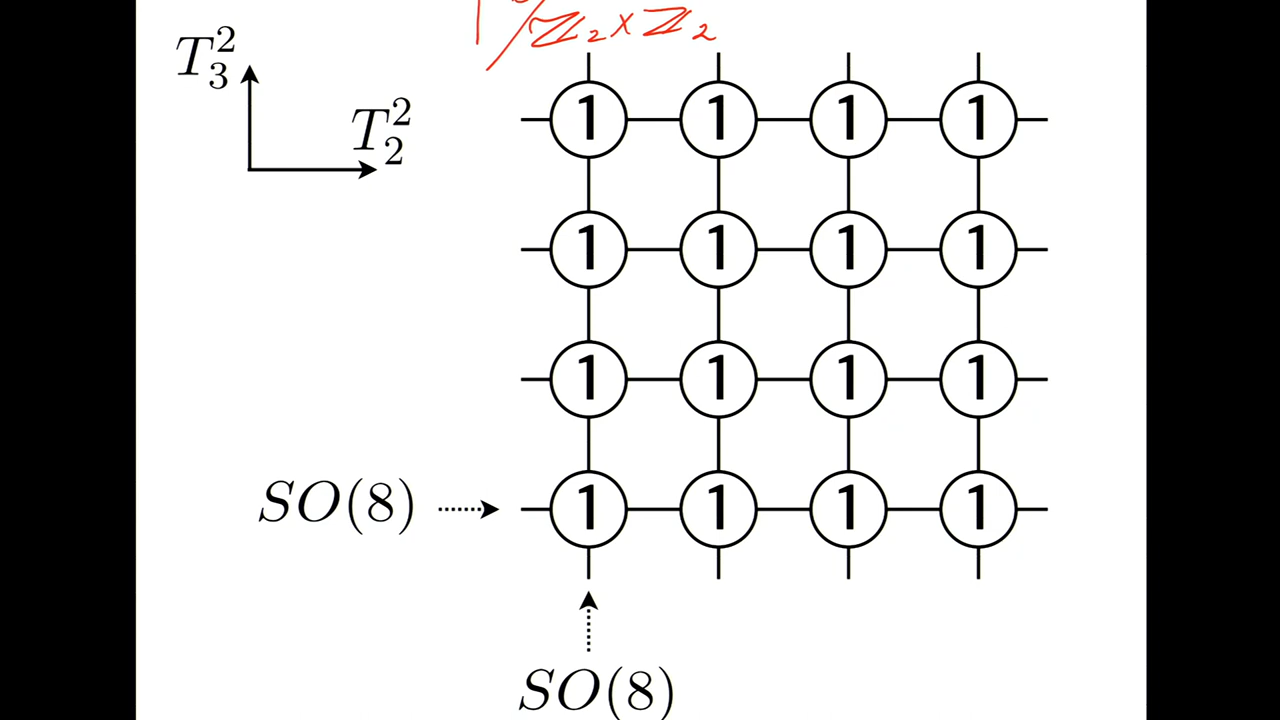 /Z₂×Z₂
T₃²
T₂²
1 1 1 1
1 1 1 1
1 1 1 1
SO(8) 1 1 1 1
SO(8)